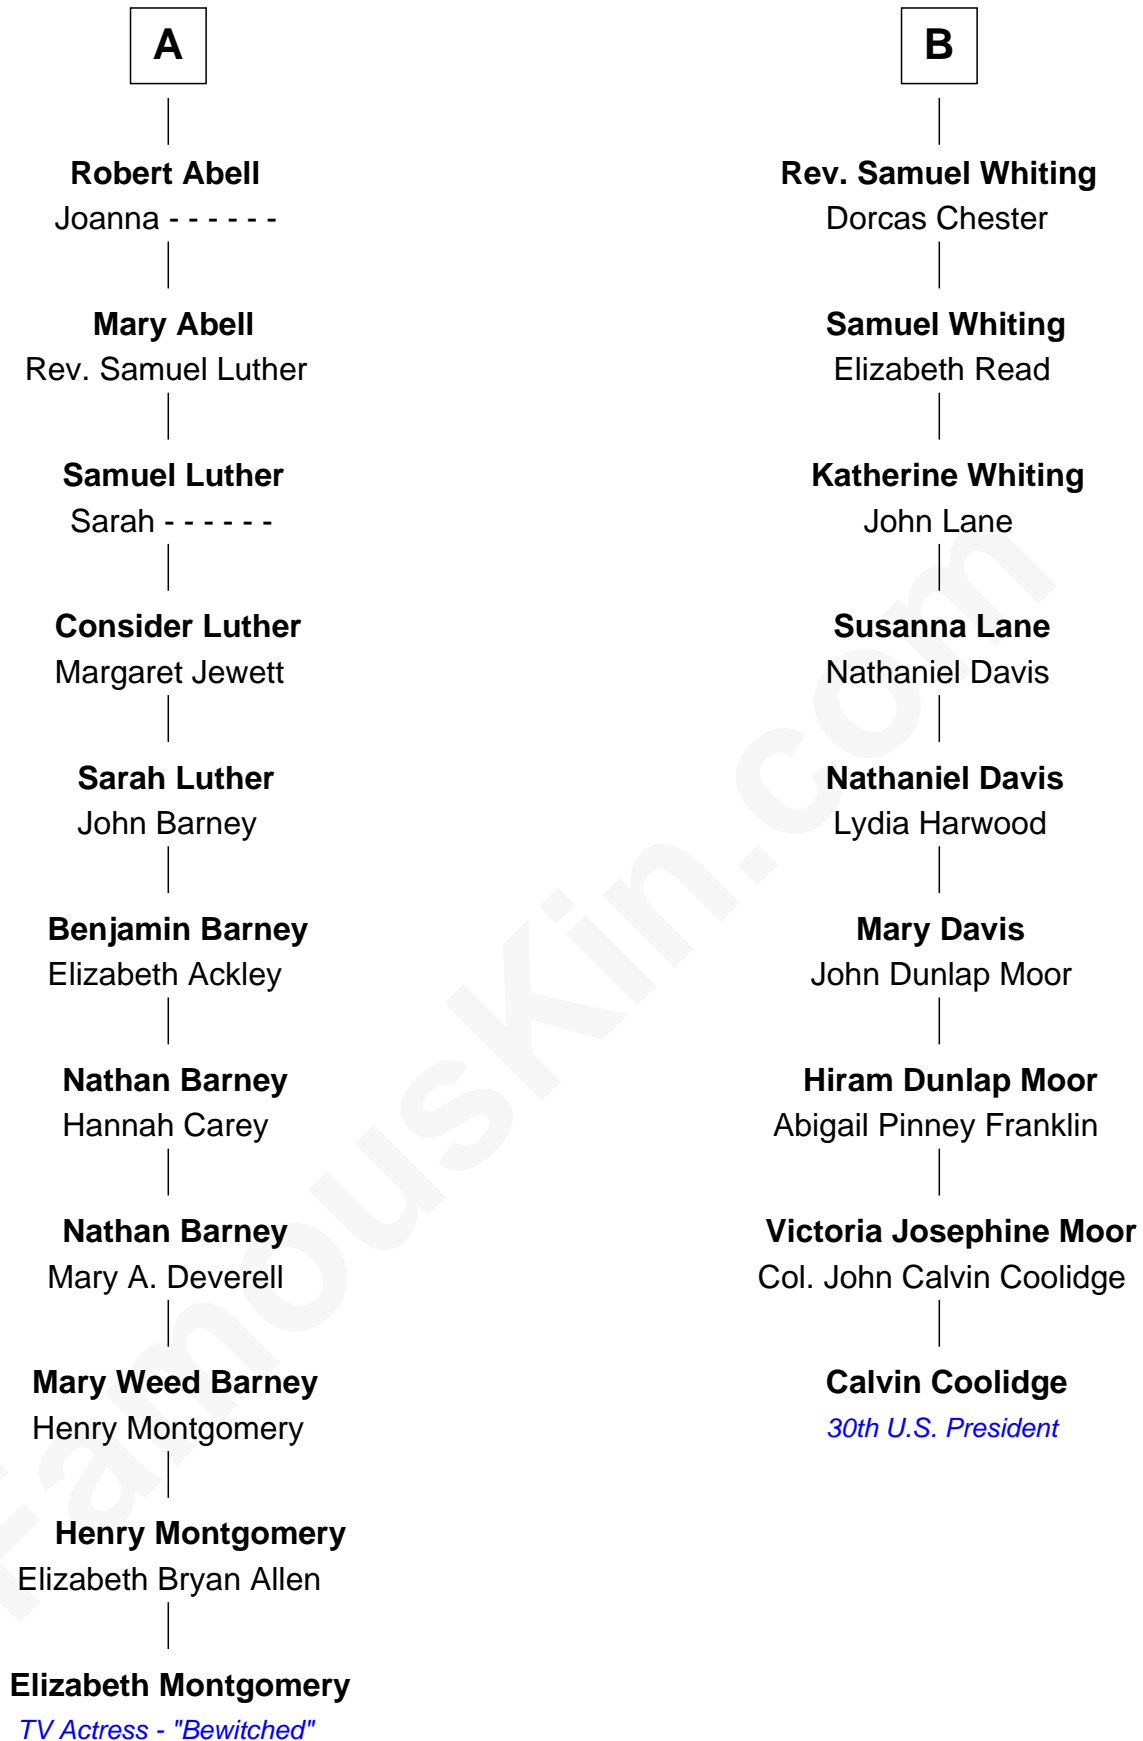 A
Robert Abell
Joanna - - - - - -
Mary Abell
Rev. Samuel Luther
Samuel Luther
Sarah - - - - - -
Consider Luther
Margaret Jewett
Sarah Luther
John Barney
Benjamin Barney
Elizabeth Ackley
Nathan Barney
Hannah Carey
Nathan Barney
Mary A. Deverell
Mary Weed Barney
Henry Montgomery
Henry Montgomery
Elizabeth Bryan Allen
Elizabeth Montgomery
TV Actress - "Bewitched"
B
Rev. Samuel Whiting
Dorcas Chester
Samuel Whiting
Elizabeth Read
Katherine Whiting
John Lane
Susanna Lane
Nathaniel Davis
Nathaniel Davis
Lydia Harwood
Mary Davis
John Dunlap Moor
Hiram Dunlap Moor
Abigail Pinney Franklin
Victoria Josephine Moor
Col. John Calvin Coolidge
Calvin Coolidge
30th U.S. President
FamousKin.com